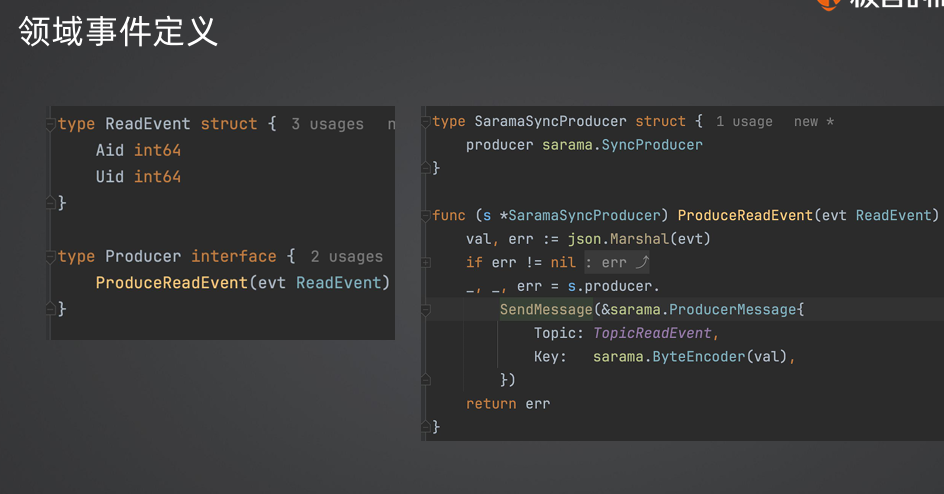 领域事件定义
type ReadEvent struct { 3 usages
Aid int64
Uid int64
}
type Producer interface { 2 usages
ProduceReadEvent(evt ReadEvent)
}
type SaramaSyncProducer struct { 1 usage new *
producer sarama.SyncProducer
}
func (s *SaramaSyncProducer) ProduceReadEvent(evt ReadEvent)
val, err := json.Marshal(evt)
if err != nil : err ⤴
_, _, err = s.producer.
SendMessage(&sarama.ProducerMessage{
Topic: TopicReadEvent,
Key: sarama.ByteEncoder(val),
})
return err
}